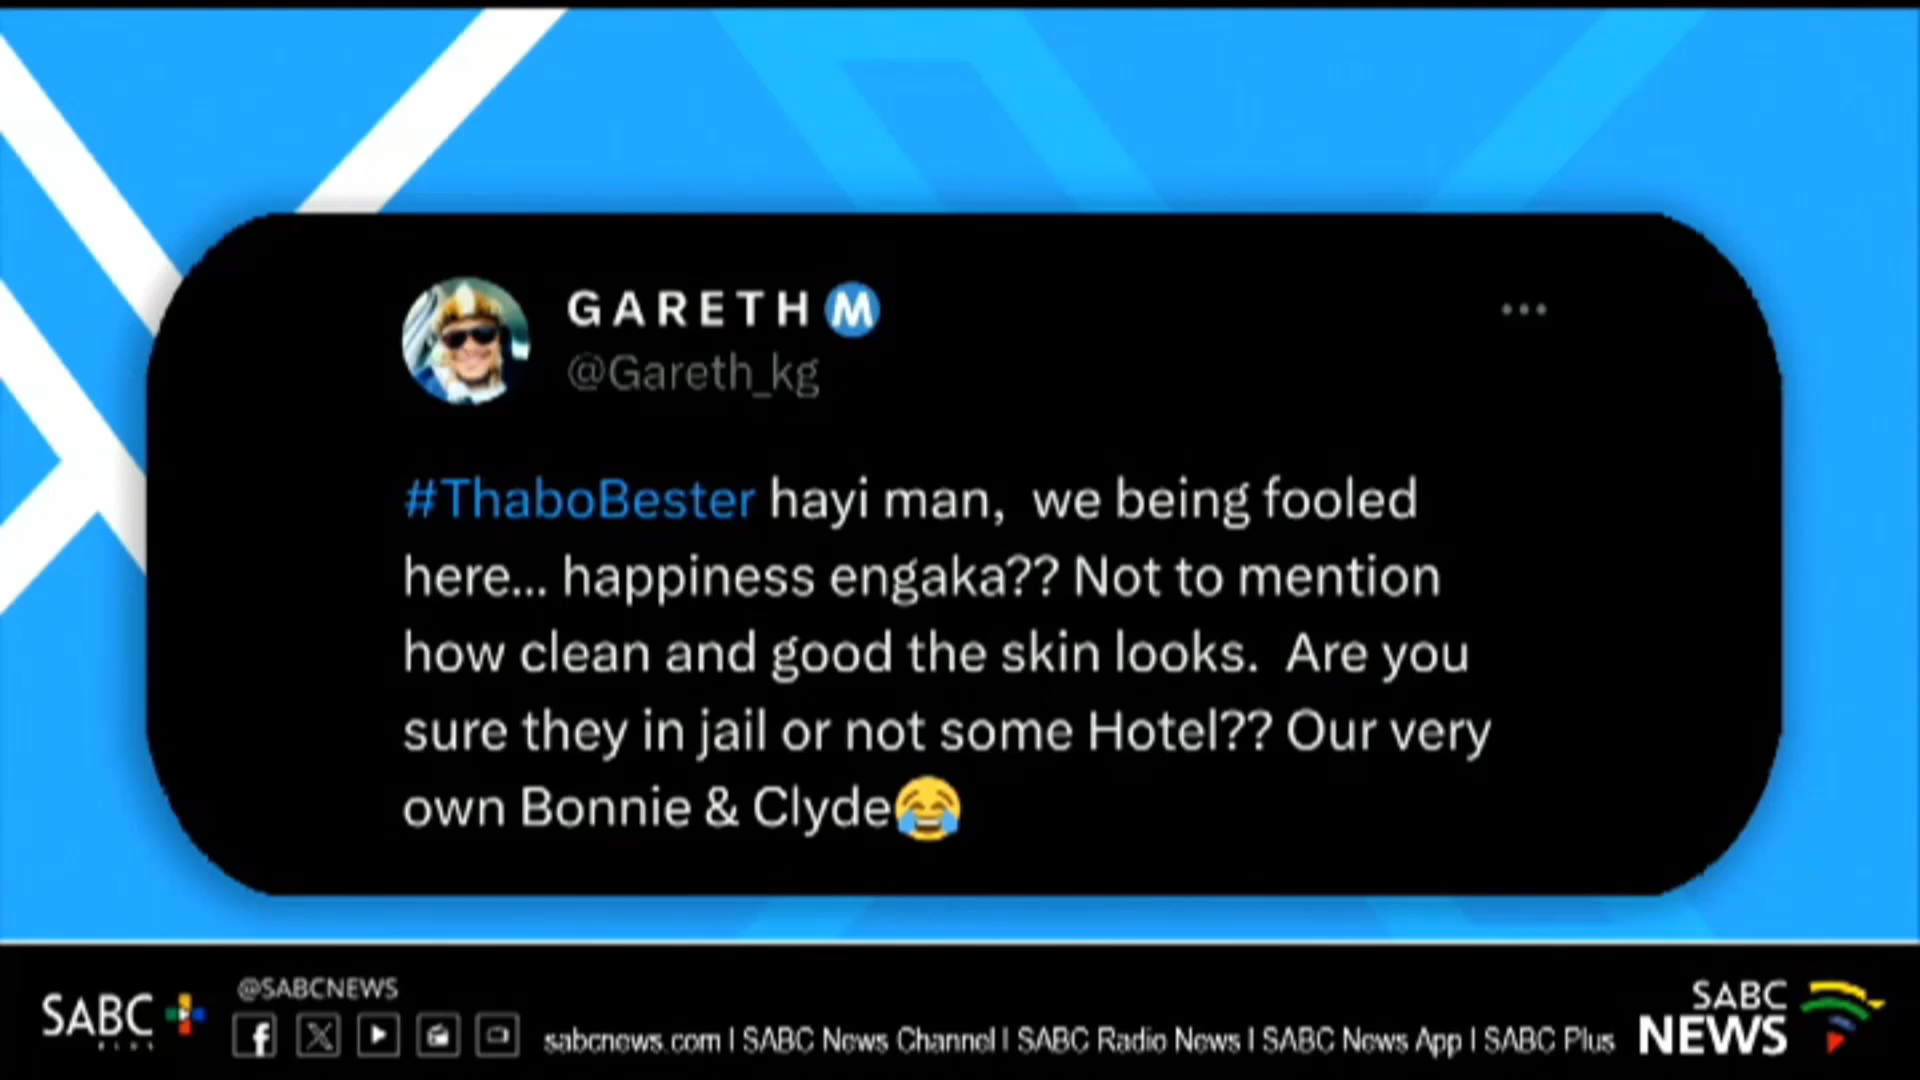 GARETH M
@Gareth_kg
#ThaboBester hayi man, we being fooled
here... happiness engaka?? Not to mention
how clean and good the skin looks. Are you
sure they in jail or not some Hotel?? Our very
own Bonnie & Clyde😂
SABC PLUS
@SABCNEWS
sabcnews.com | SABC News Channel | SABC Radio News | SABC News App | SABC Plus
SABC
NEWS